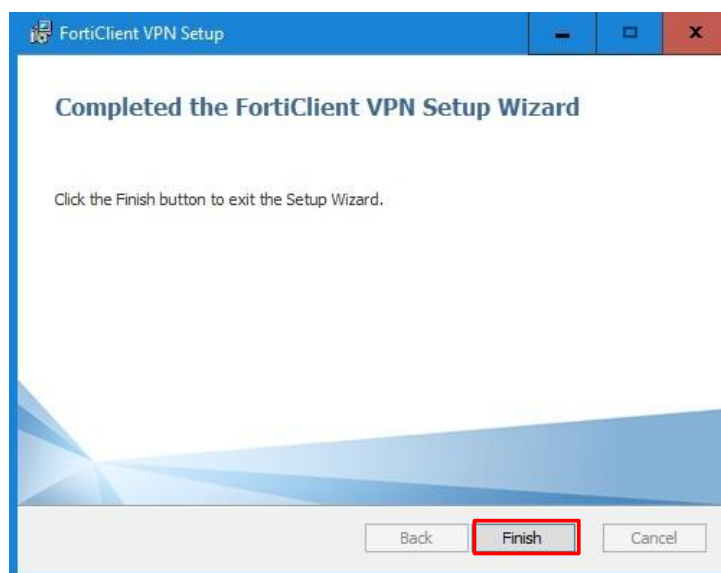 FortiClient VPN Setup
Completed the FortiClient VPN Setup Wizard
Click the Finish button to exit the Setup Wizard.
Back Finish Cancel